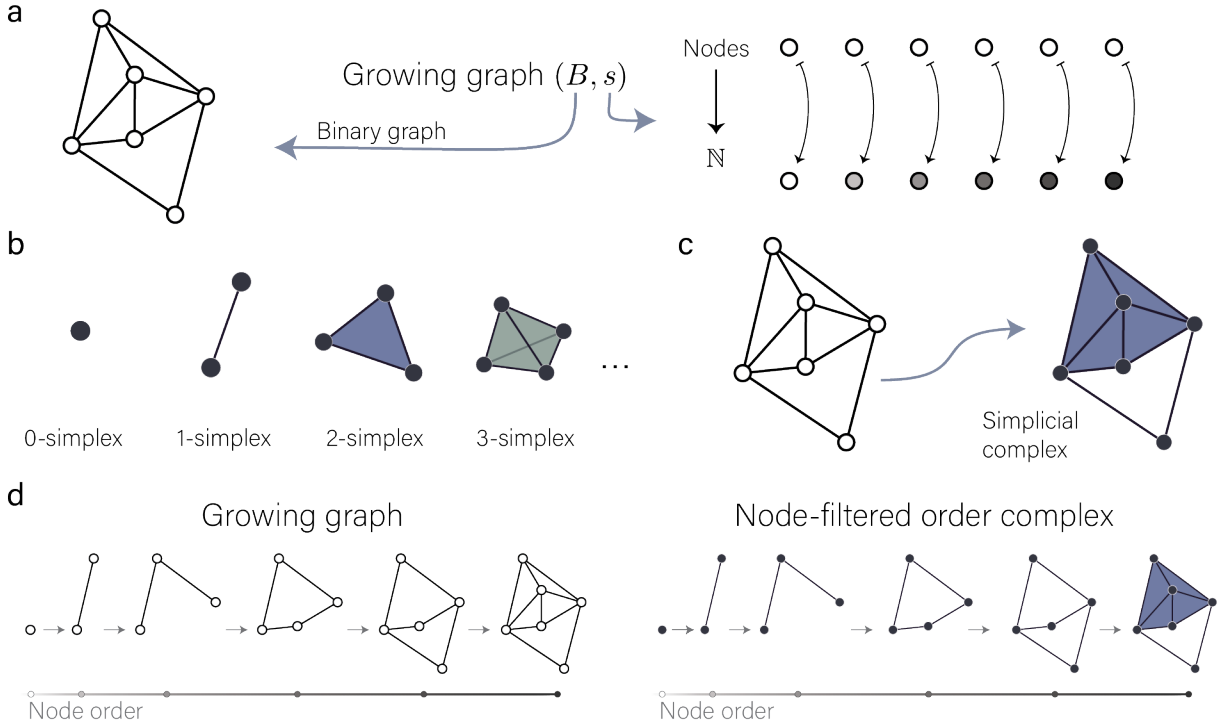 a
Growing graph (B, s)
Binary graph
Nodes
ℕ
b
0-simplex
1-simplex
2-simplex
3-simplex
...
c
Simplicial
complex
d
Growing graph
Node order
Node-filtered order complex
Node order